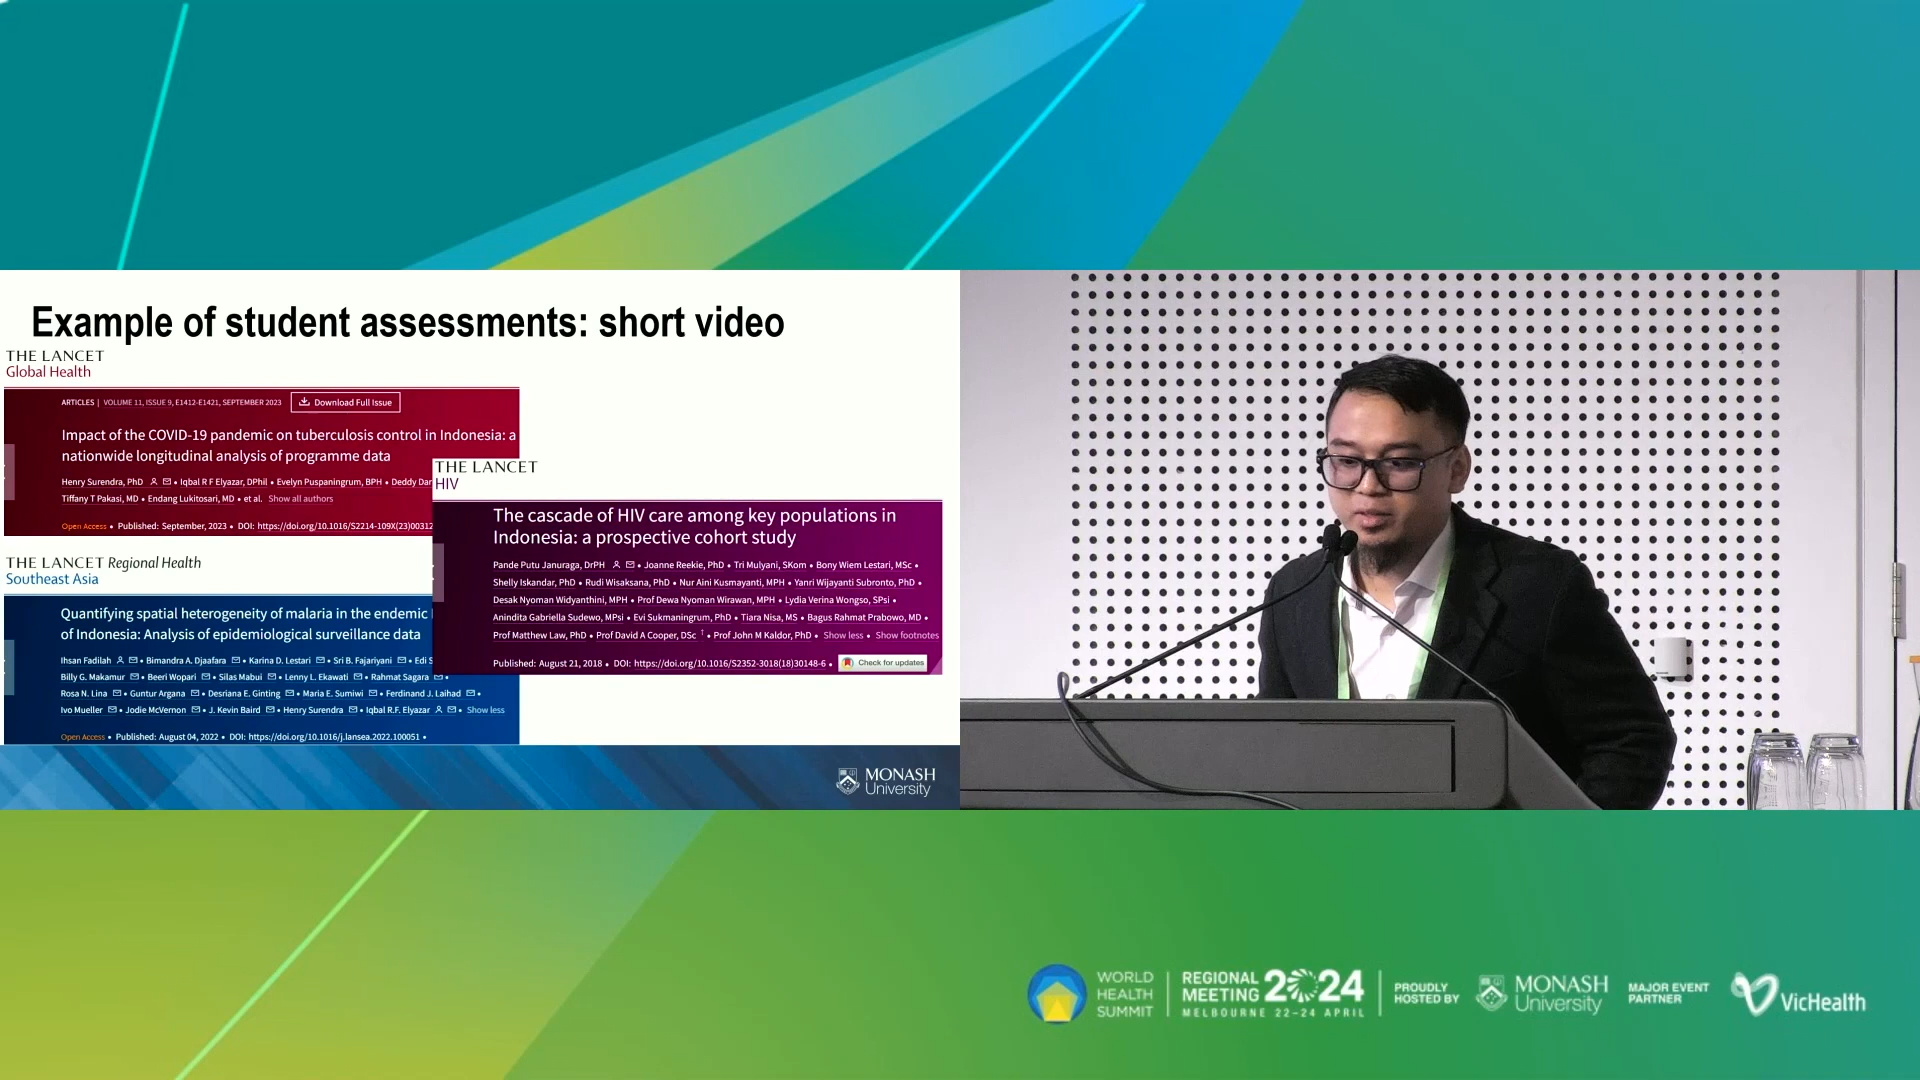 Example of student assessments: short video
THE LANCET
Global Health
ARTICLES | VOLUME 11, ISSUE 9, E1412-E1421, SEPTEMBER 2023
Download Full Issue
Impact of the COVID-19 pandemic on tuberculosis control in Indonesia: a
nationwide longitudinal analysis of programme data
Henry Surendra, PhD • Iqbal R F Elyazar, DPhil • Evelyn Puspaningrum, BPH • Deddy
Tiffany T Pakasi, MD • Endang Lukitosari, MD • et al. Show all authors
Open Access • Published: September, 2023 • DOI: https://doi.org/10.1016/S2214-109X(23)00312
THE LANCET
HIV
The cascade of HIV care among key populations in
Indonesia: a prospective cohort study
Pande Putu Januraga, DrPH • Joanne Reekie, PhD • Tri Mulyani, SKom • Bony Wiem Lestari, MSc •
Shelly Iskandar, PhD • Rudi Wisaksana, PhD • Nur Aini Kusmayanti, MPH • Yanri Wijayanti Subronto, PhD •
Desak Nyoman Widyanthini, MPH • Prof Dewa Nyoman Wirawan, MPH • Lydia Verina Wongso, SPsi •
Anindita Gabriella Sudewo, MPsi • Evi Sukmaningrum, PhD • Tiara Nisa, MS • Bagus Rahmat Prabowo, MD •
Prof Matthew Law, PhD • Prof David A Cooper, DSc † • Prof John M Kaldor, PhD • Show less • Show footnotes
Published: August 21, 2018 • DOI: https://doi.org/10.1016/S2352-3018(18)30148-6 •
Check for updates
THE LANCET Regional Health
Southeast Asia
Quantifying spatial heterogeneity of malaria in the endemic
of Indonesia: Analysis of epidemiological surveillance data
Ihsan Fadilah • Bimandra A. Djaafara • Karina D. Lestari • Sri B. Fajariyani • Edi
Billy G. Makamur • Beeri Wopari • Silas Mabui • Lenny L. Ekawati • Rahmat Sagara •
Rosa N. Lina • Guntur Argana • Desriana E. Ginting • Maria E. Sumiwi • Ferdinand J. Laihad •
Ivo Mueller • Jodie McVernon • J. Kevin Baird • Henry Surendra • Iqbal R.F. Elyazar • Show less
Open Access • Published: August 04, 2022 • DOI: https://doi.org/10.1016/j.lansea.2022.100051 •
MONASH
University
WORLD
HEALTH
SUMMIT
REGIONAL
MEETING 2024
MELBOURNE 22–24 APRIL
PROUDLY
HOSTED BY
MONASH
University
MAJOR EVENT
PARTNER
VicHealth